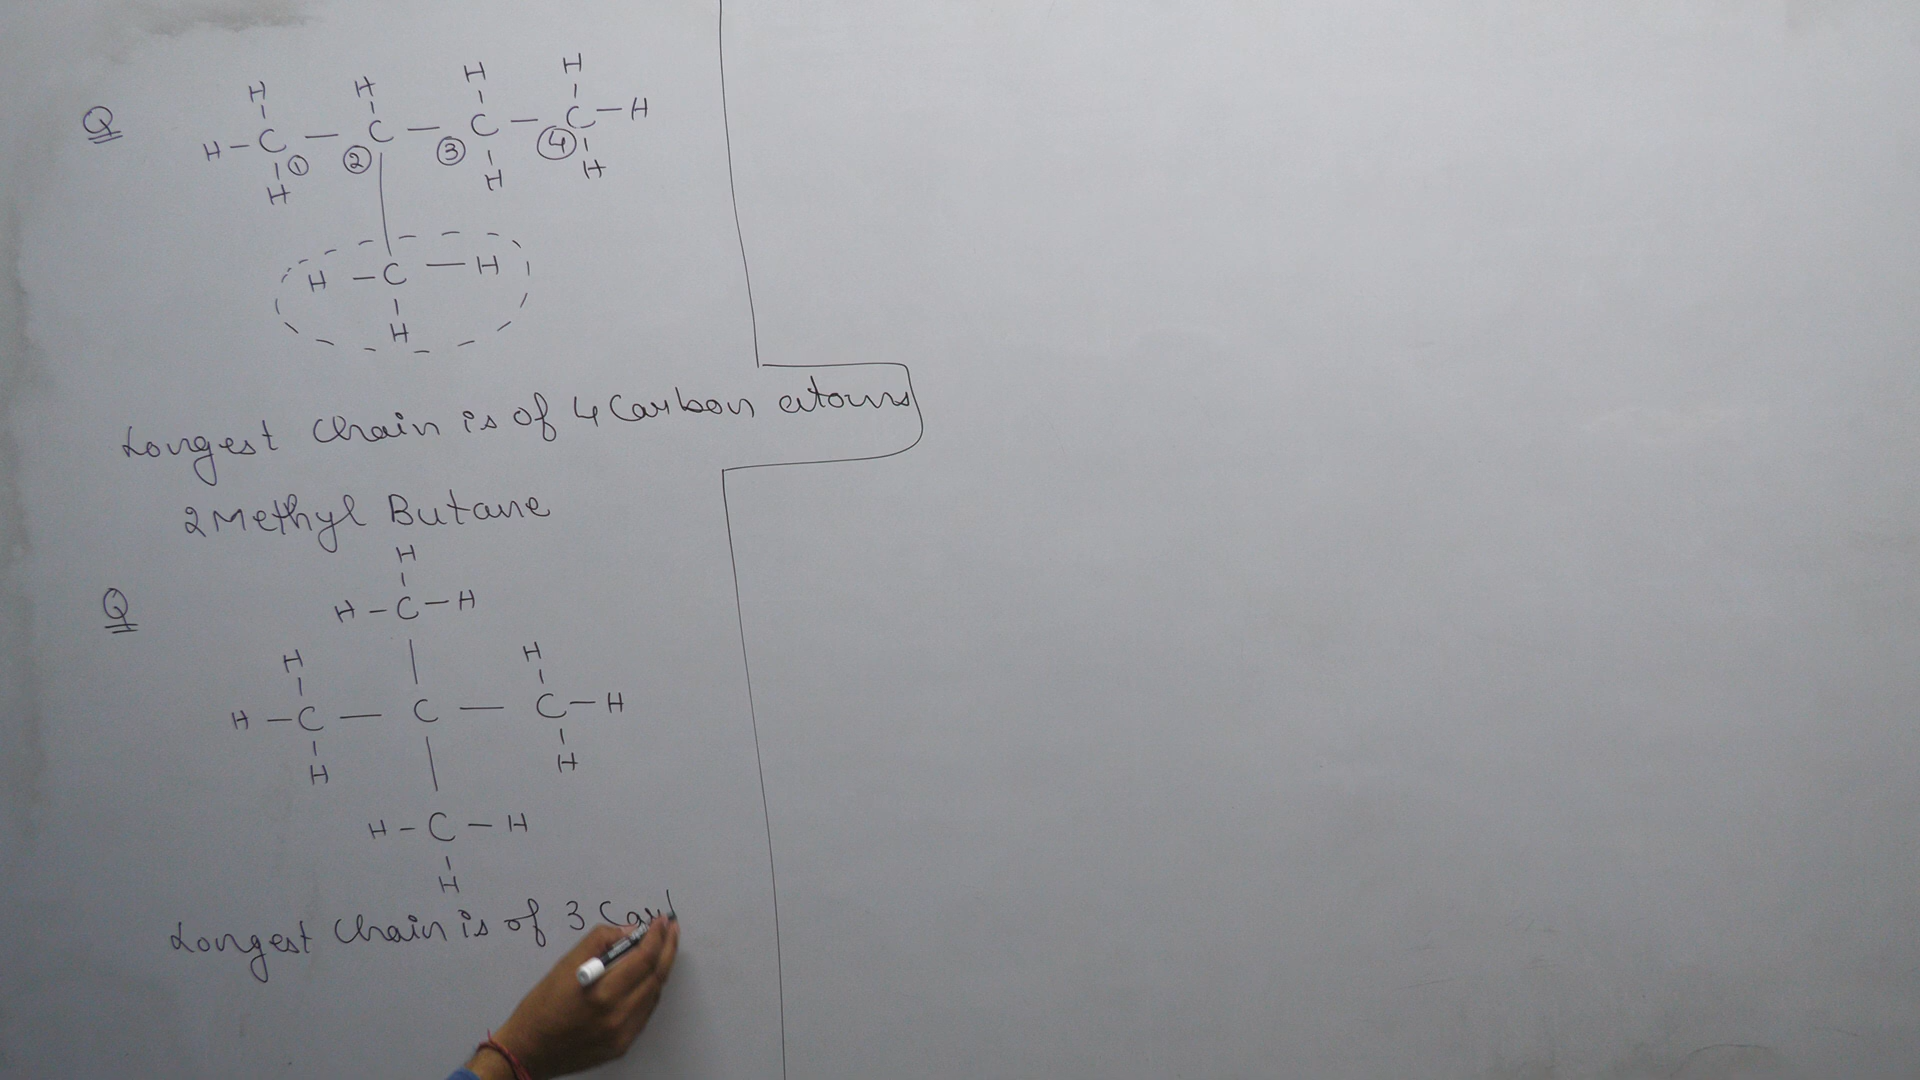 Q
H H H H
H - C - C - C - C - H
① ② ③ ④
H H H
H - C - H
H
Longest Chain is of 4 Carbon atoms
2 Methyl Butane
Q
H
H - C - H
H H
H - C - C - C - H
H H
H - C - H
H
Longest Chain is of 3 Car